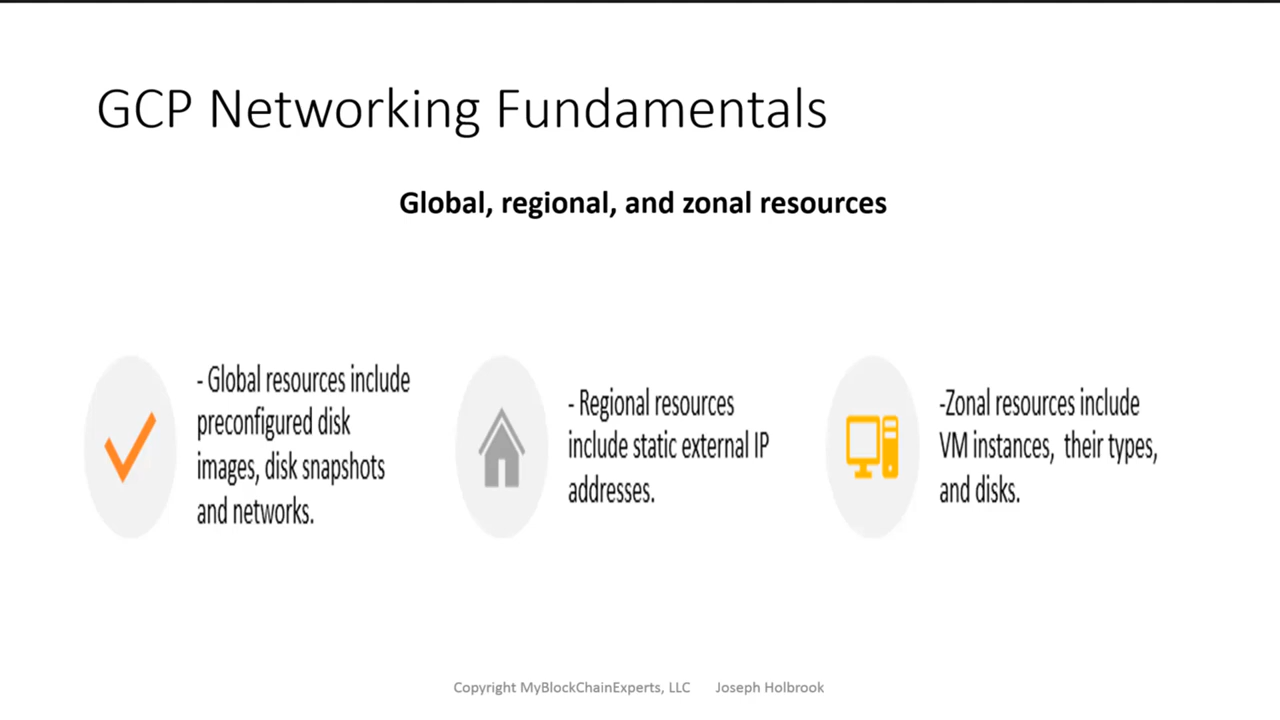 GCP Networking Fundamentals
Global, regional, and zonal resources
- Global resources include
preconfigured disk
images, disk snapshots
and networks.
- Regional resources
include static external IP
addresses.
-Zonal resources include
VM instances,  their types,
and disks.
Copyright MyBlockChainExperts, LLC     Joseph Holbrook